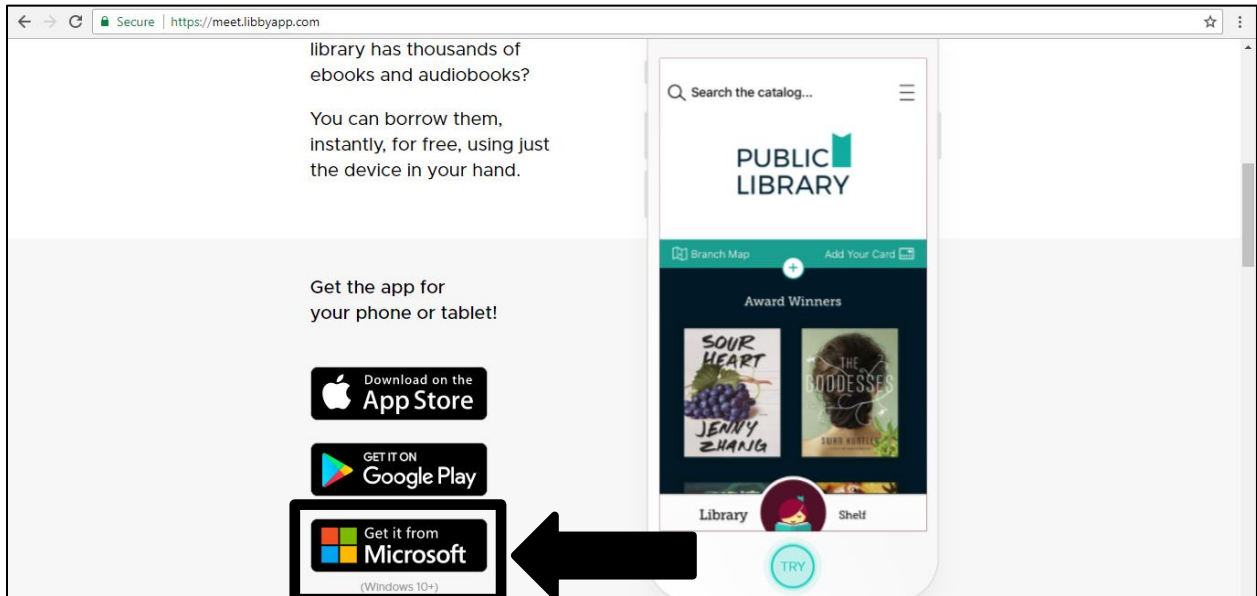 Secure | https://meet.libbyapp.com
library has thousands of
ebooks and audiobooks?
You can borrow them,
instantly, for free, using just
the device in your hand.
Get the app for
your phone or tablet!
Download on the
App Store
GET IT ON
Google Play
Get it from
Microsoft
(Windows 10+)
Search the catalog...
PUBLIC
LIBRARY
Branch Map
Add Your Card
Award Winners
SOUR
HEART
JENNY
ZHANG
THE
GODDESSES
Library
Shelf
TRY